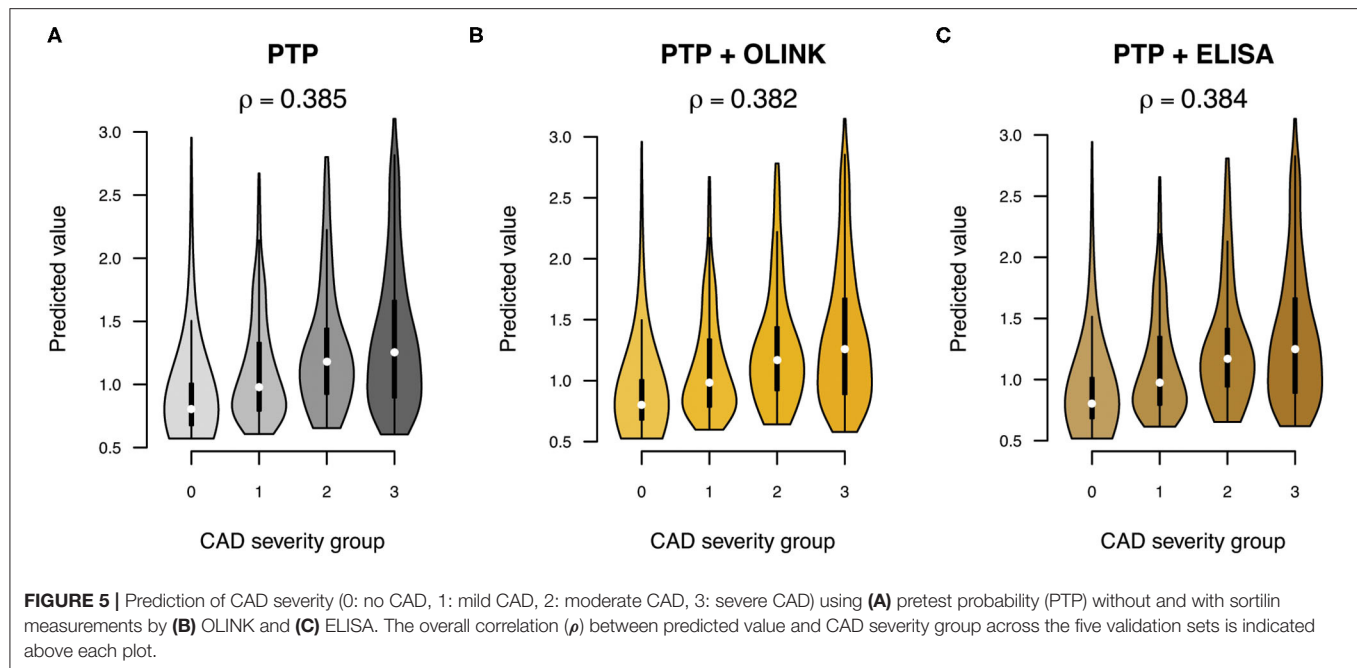 A
PTP
ρ = 0.385
Predicted value
3.0
2.5
2.0
1.5
1.0
0.5
0 1 2 3
CAD severity group
B
PTP + OLINK
ρ = 0.382
Predicted value
3.0
2.5
2.0
1.5
1.0
0.5
0 1 2 3
CAD severity group
C
PTP + ELISA
ρ = 0.384
Predicted value
3.0
2.5
2.0
1.5
1.0
0.5
0 1 2 3
CAD severity group
FIGURE 5 | Prediction of CAD severity (0: no CAD, 1: mild CAD, 2: moderate CAD, 3: severe CAD) using (A) pretest probability (PTP) without and with sortilin
measurements by (B) OLINK and (C) ELISA. The overall correlation (ρ) between predicted value and CAD severity group across the five validation sets is indicated
above each plot.